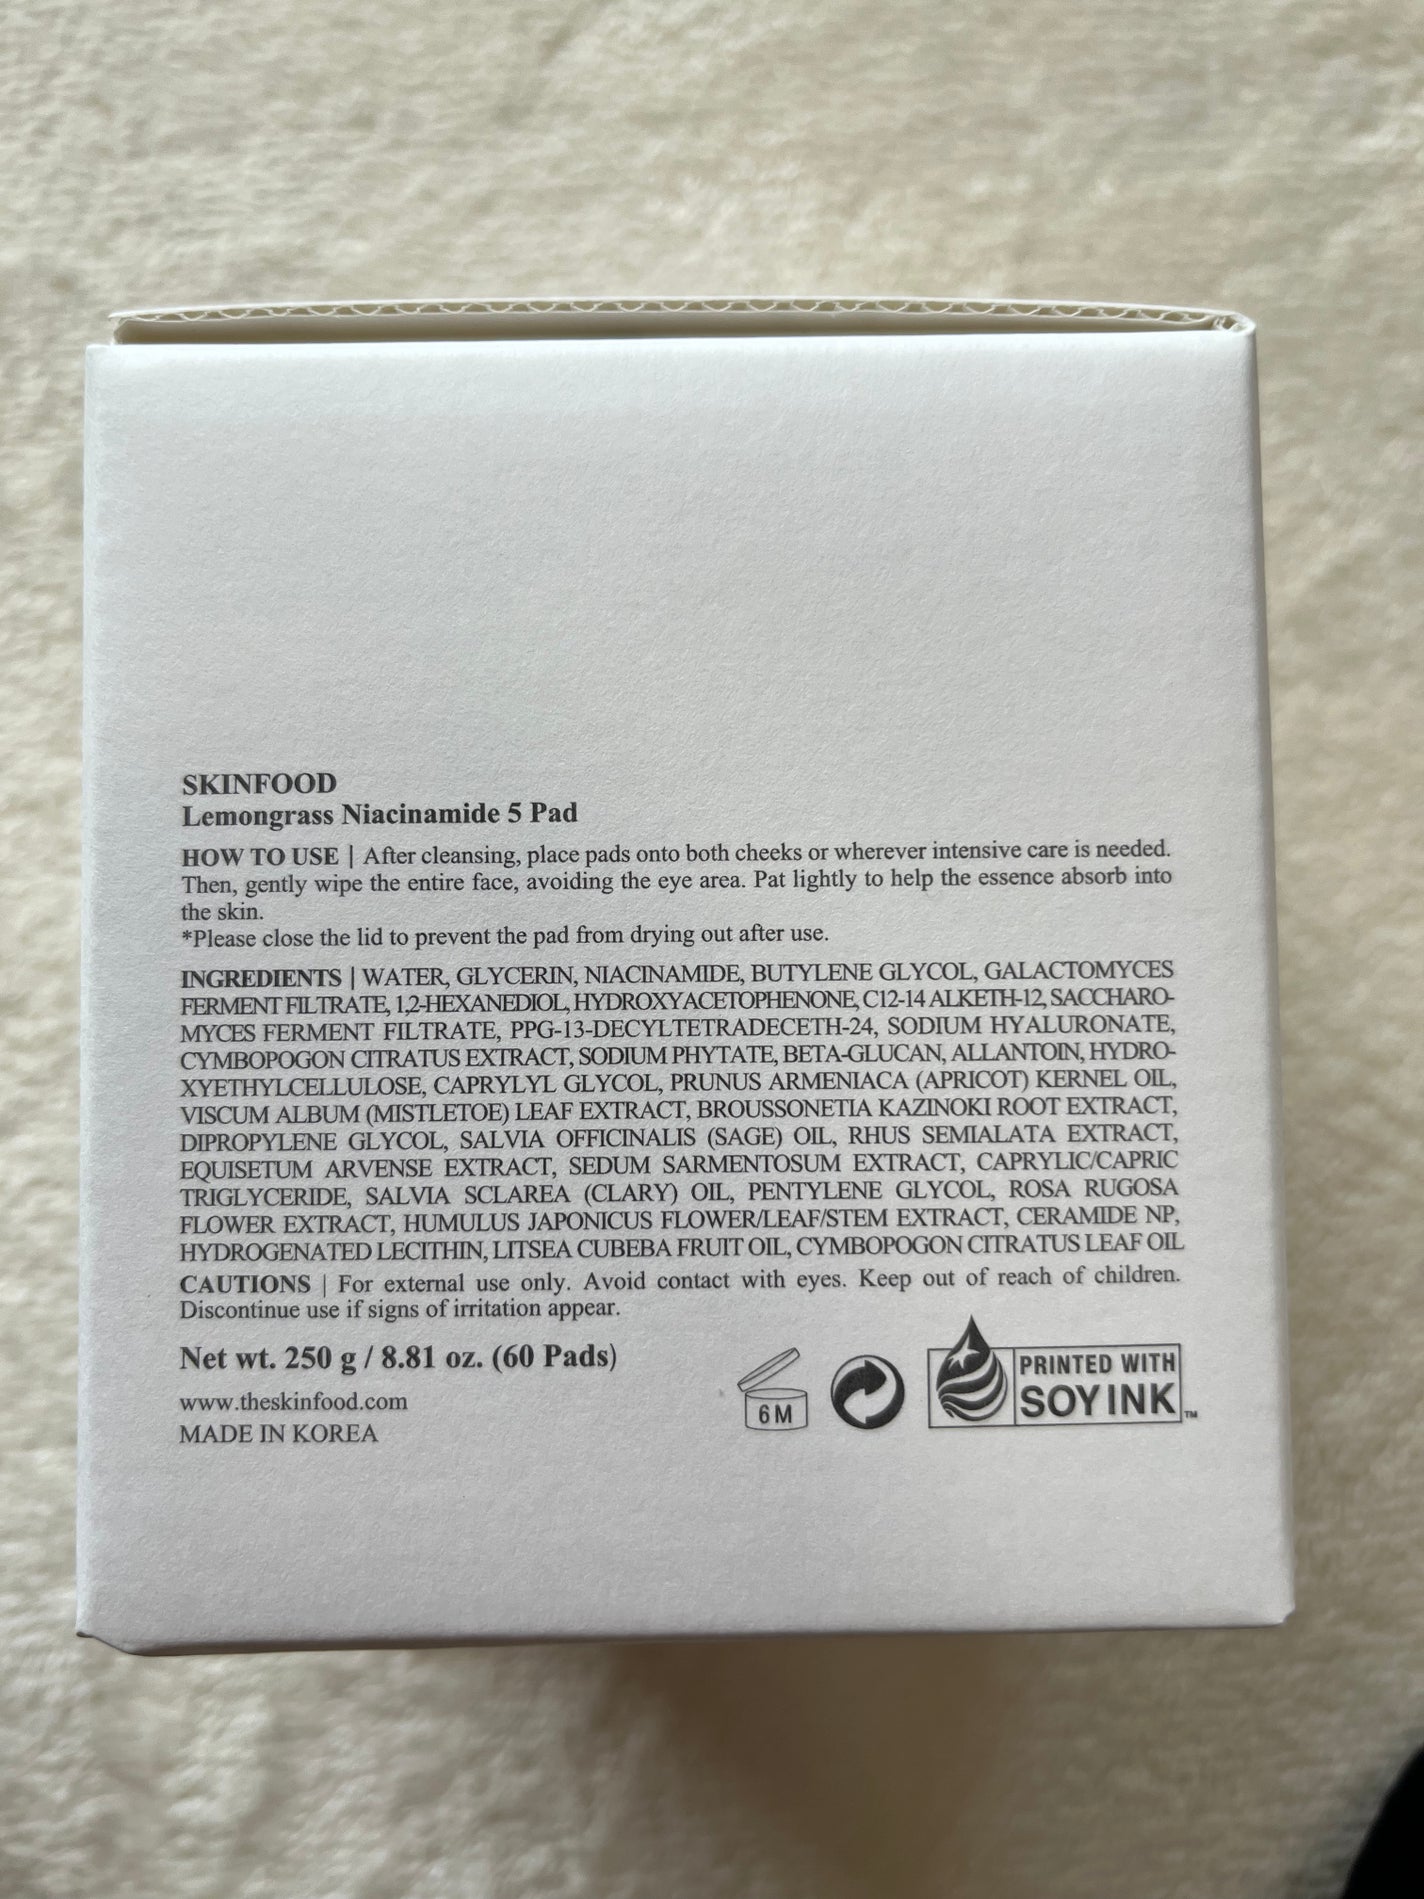 SKINFOOD
Lemongrass Niacinamide 5 Pad
HOW TO USE | After cleansing, place pads onto both cheeks or wherever intensive care is needed.
Then, gently wipe the entire face, avoiding the eye area. Pat lightly to help the essence absorb into
the skin.
*Please close the lid to prevent the pad from drying out after use.
INGREDIENTS | WATER, GLYCERIN, NIACINAMIDE, BUTYLENE GLYCOL, GALACTOMYCES
FERMENT FILTRATE, 1,2-HEXANEDIOL, HYDROXYACETOPHENONE, C12-14 ALKETH-12, SACCHARO-
MYCES FERMENT FILTRATE, PPG-13-DECYLTETRADECETH-24, SODIUM HYALURONATE,
CYMBOPOGON CITRATUS EXTRACT, SODIUM PHYTATE, BETA-GLUCAN, ALLANTOIN, HYDRO-
XYETHYLCELLULOSE, CAPRYLYL GLYCOL, PRUNUS ARMENIACA (APRICOT) KERNEL OIL,
VISCUM ALBUM (MISTLETOE) LEAF EXTRACT, BROUSSONETIA KAZINOKI ROOT EXTRACT,
DIPROPYLENE GLYCOL, SALVIA OFFICINALIS (SAGE) OIL, RHUS SEMIALATA EXTRACT,
EQUISETUM ARVENSE EXTRACT, SEDUM SARMENTOSUM EXTRACT, CAPRYLIC/CAPRIC
TRIGLYCERIDE, SALVIA SCLAREA (CLARY) OIL, PENTYLENE GLYCOL, ROSA RUGOSA
FLOWER EXTRACT, HUMULUS JAPONICUS FLOWER/LEAF/STEM EXTRACT, CERAMIDE NP,
HYDROGENATED LECITHIN, LITSEA CUBEBA FRUIT OIL, CYMBOPOGON CITRATUS LEAF OIL
CAUTIONS | For external use only. Avoid contact with eyes. Keep out of reach of children.
Discontinue use if signs of irritation appear.
Net wt. 250 g / 8.81 oz. (60 Pads)
www.theskinfood.com
MADE IN KOREA
6M
PRINTED WITH
SOY INK™